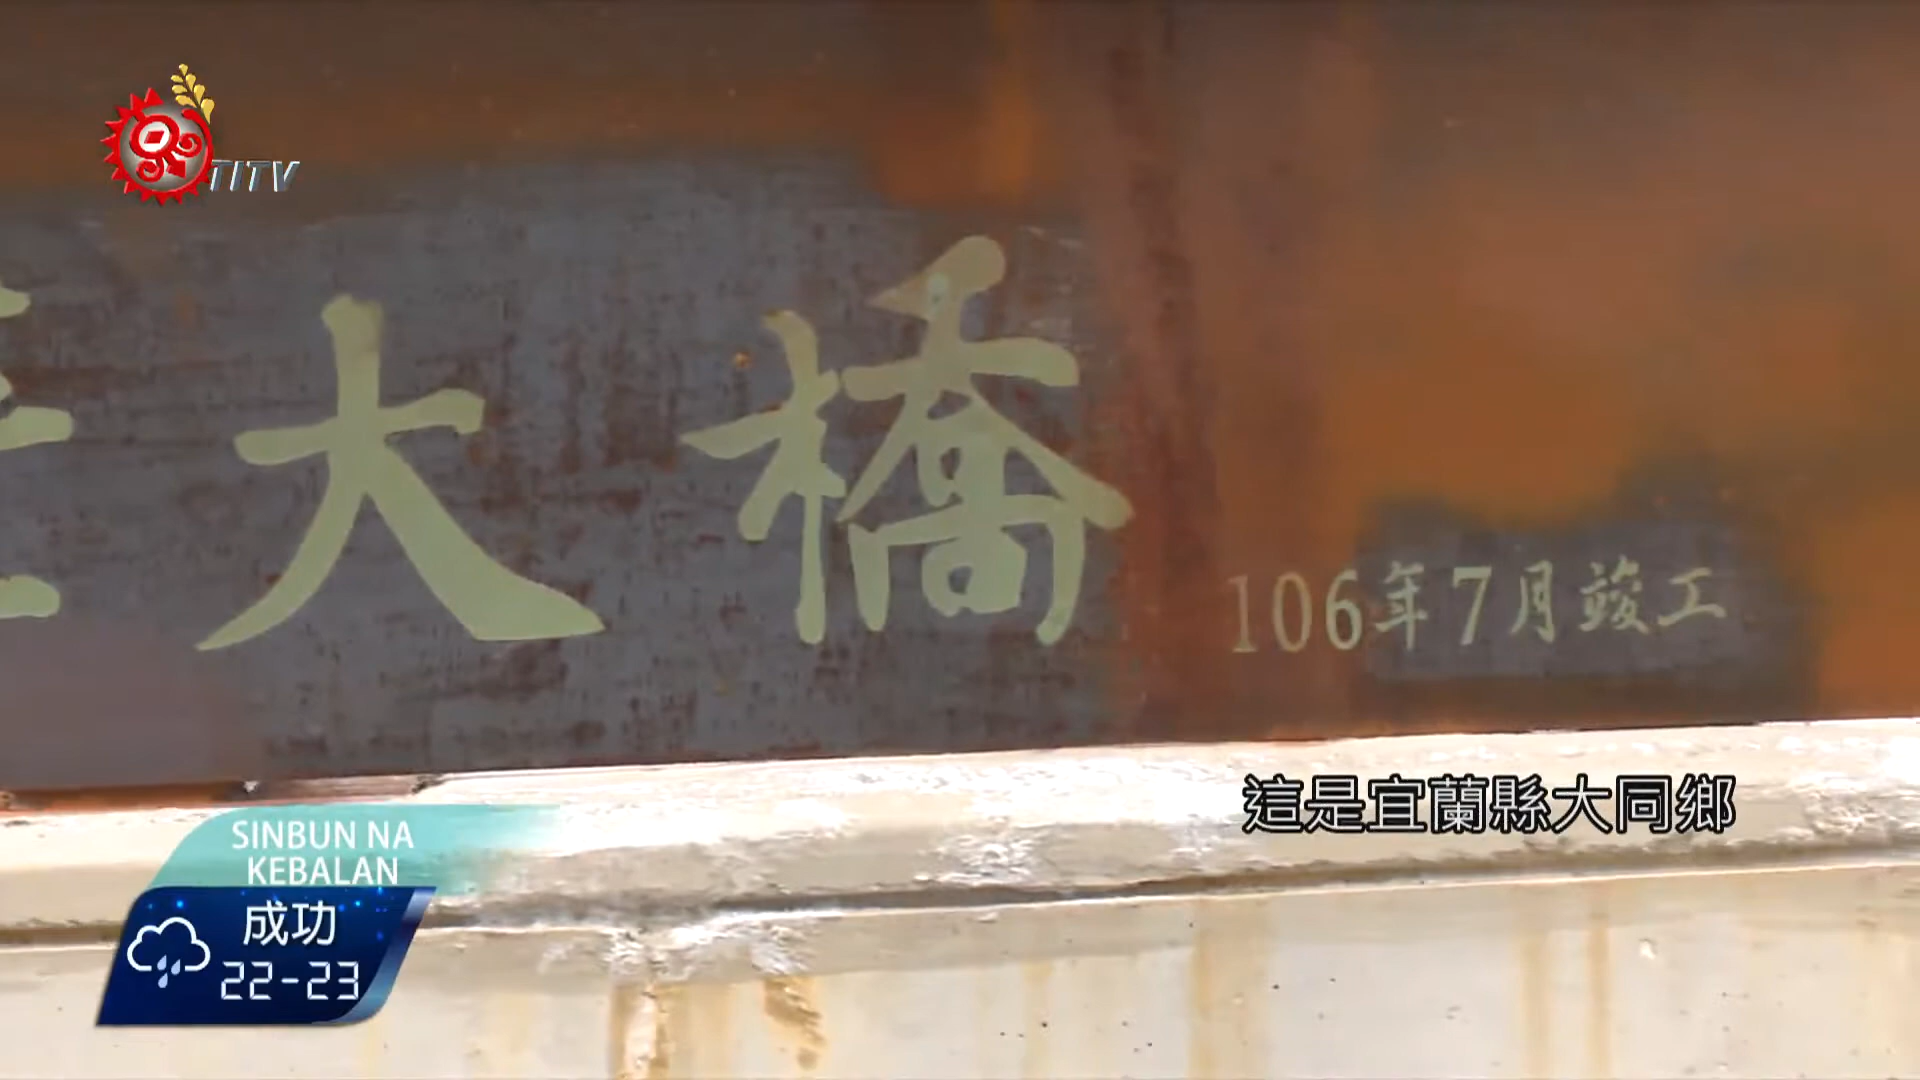 TITV
大橋
106年7月竣工
這是宜蘭縣大同鄉
SINBUN NA
KEBALAN
成功
22-23